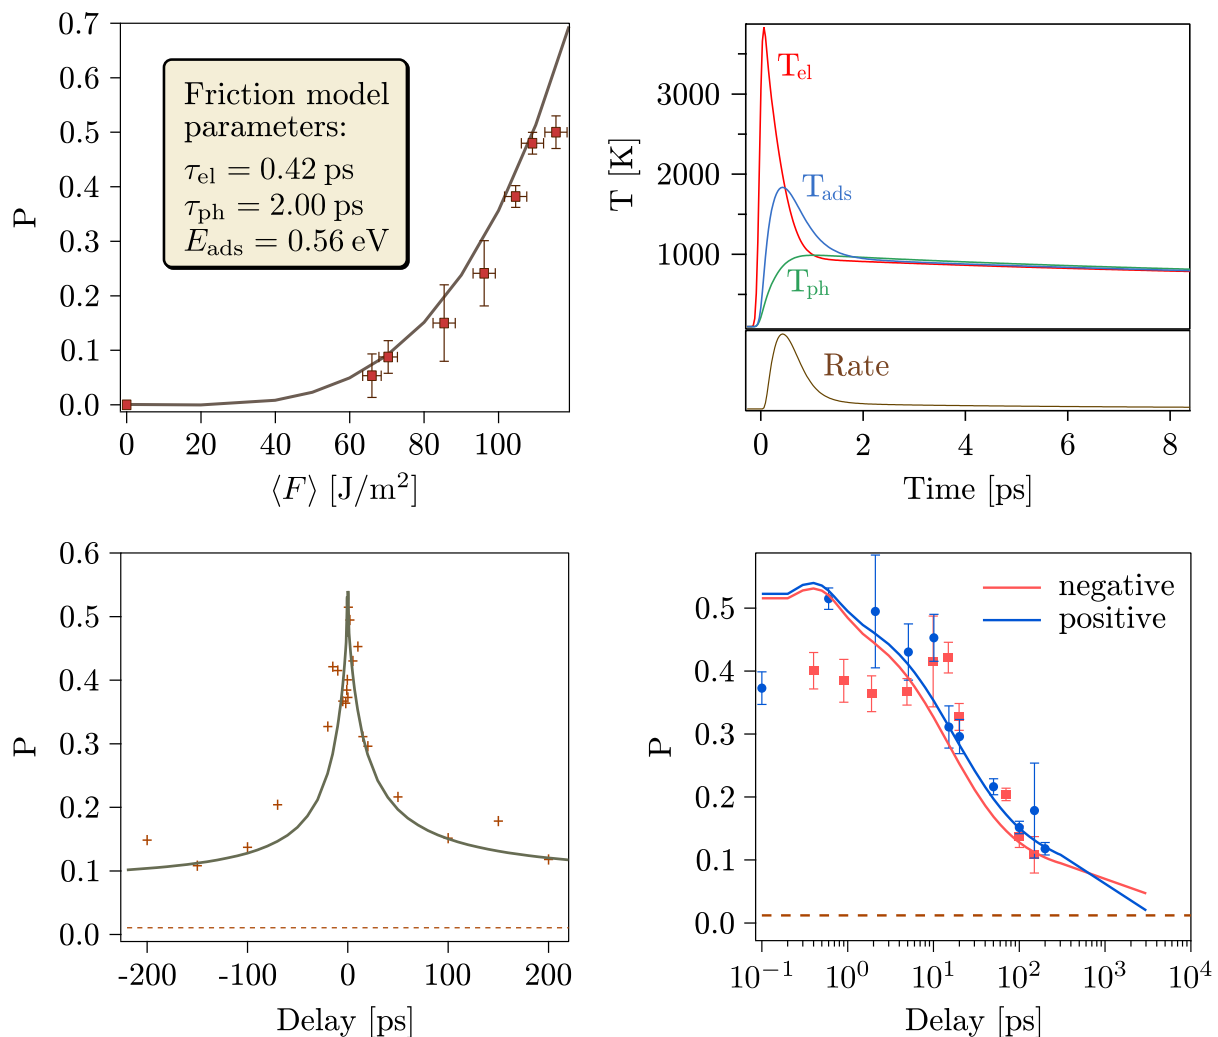 0.7
0.6
0.5
0.4
0.3
0.2
0.1
0.0
P
Friction model
parameters:
τel = 0.42 ps
τph = 2.00 ps
Eads = 0.56 eV
0 20 40 60 80 100
⟨F⟩ [J/m²]
3000
2000
1000
T [K]
Tel
Tads
Tph
Rate
0 2 4 6 8
Time [ps]
0.6
0.5
0.4
0.3
0.2
0.1
0.0
P
-200 -100 0 100 200
Delay [ps]
0.5
0.4
0.3
0.2
0.1
0.0
P
negative
positive
10⁻¹ 10⁰ 10¹ 10² 10³ 10⁴
Delay [ps]